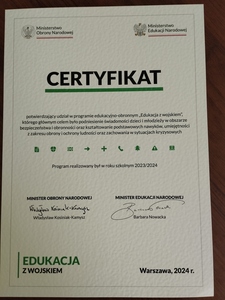 Ministerstwo
Obrony Narodowej
Ministerstwo
Edukacji Narodowej
CERTYFIKAT
potwierdzający udział w programie edukacyjno-obronnym „Edukacja z wojskiem",
którego głównym celem było podniesienie świadomości dzieci i młodzieży w obszarze
bezpieczeństwa i obronności oraz kształtowanie podstawowych nawyków, umiejętności
z zakresu obrony i ochrony ludności oraz zachowania w sytuacjach kryzysowych
Program realizowany był w roku szkolnym 2023/2024
MINISTER OBRONY NARODOWEJ
Władysław Kosiniak-Kamysz
MINISTER EDUKACJI NARODOWEJ
Barbara Nowacka
EDUKACJA
Z WOJSKIEM
Warszawa, 2024 r.